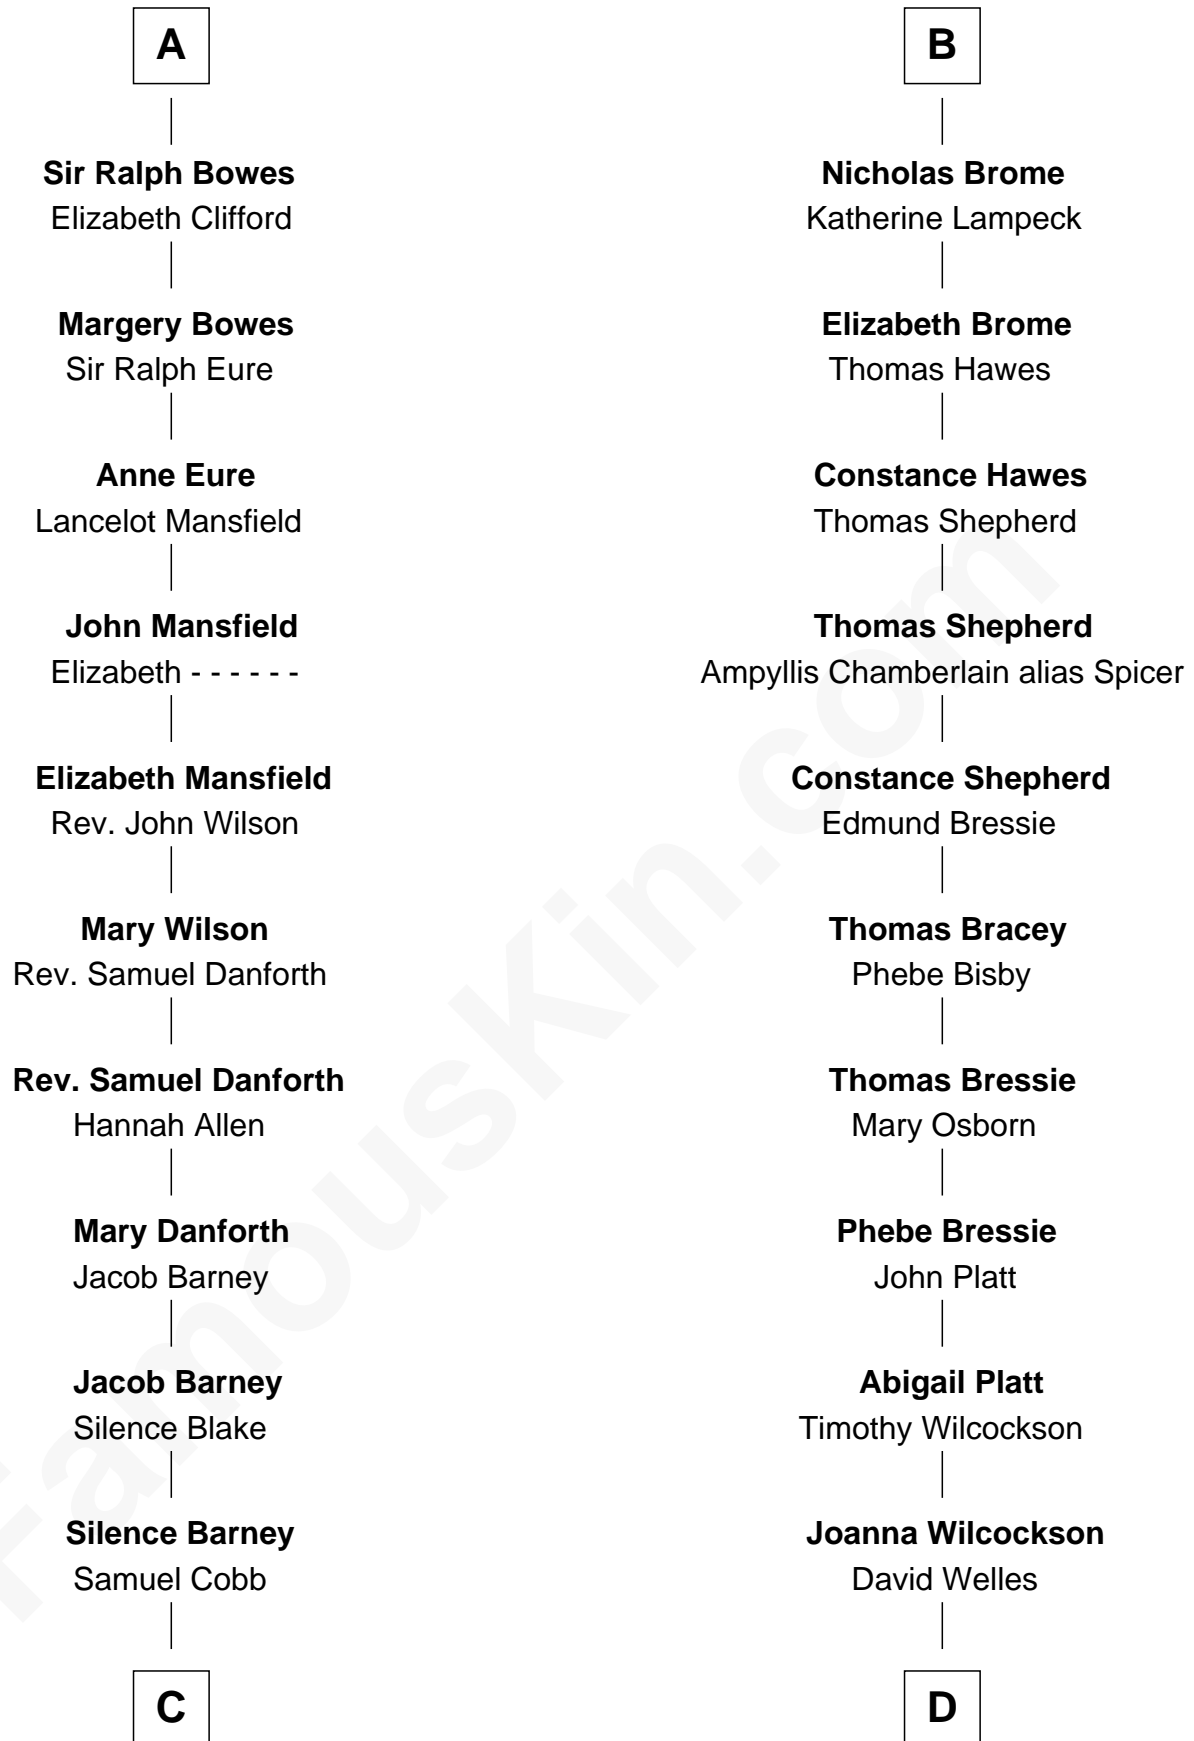 A
Sir Ralph Bowes
Elizabeth Clifford
Margery Bowes
Sir Ralph Eure
Anne Eure
Lancelot Mansfield
John Mansfield
Elizabeth - - - - - -
Elizabeth Mansfield
Rev. John Wilson
Mary Wilson
Rev. Samuel Danforth
Rev. Samuel Danforth
Hannah Allen
Mary Danforth
Jacob Barney
Jacob Barney
Silence Blake
Silence Barney
Samuel Cobb
C
B
Nicholas Brome
Katherine Lampeck
Elizabeth Brome
Thomas Hawes
Constance Hawes
Thomas Shepherd
Thomas Shepherd
Ampyllis Chamberlain alias Spicer
Constance Shepherd
Edmund Bressie
Thomas Bracey
Phebe Bisby
Thomas Bressie
Mary Osborn
Phebe Bressie
John Platt
Abigail Platt
Timothy Wilcockson
Joanna Wilcockson
David Welles
D
FamousKin.com